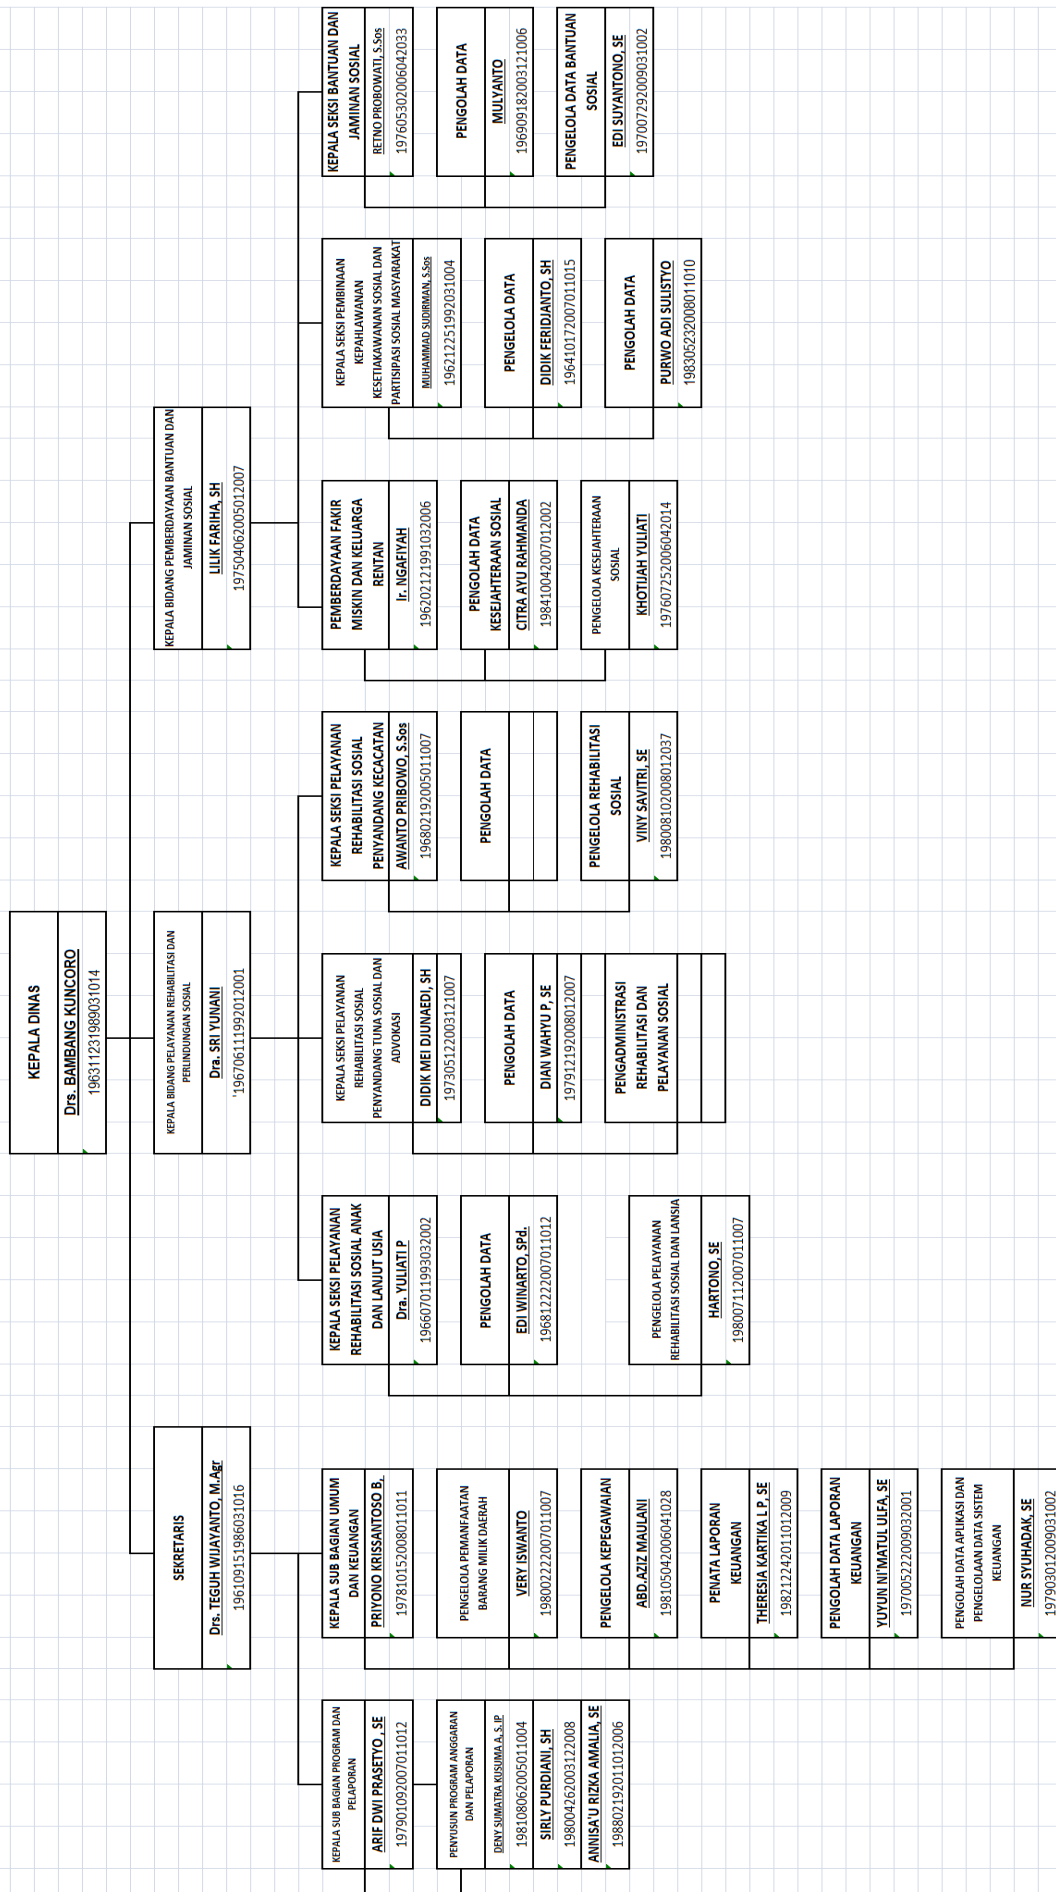 KEPALA DINAS
Drs. BAMBANG KUNCORO
196311231989031014
SEKRETARIS
Drs. TEGUH WIJAYANTO, M.Agr
196109151986031016
KEPALA BIDANG PELAYANAN REHABILITASI DAN
PERLINDUNGAN SOSIAL
Dra. SRI YUNANI
'196706111992012001
KEPALA BIDANG PEMBERDAYAAN BANTUAN DAN
JAMINAN SOSIAL
LILIK FARIHA, SH
197504062005012007
KEPALA SUB BAGIAN PROGRAM DAN
PELAPORAN
ARIF DWI PRASETYO , SE
197901092007011012
PENYUSUN PROGRAM ANGGARAN
DAN PELAPORAN
DENY SUMATRA KUSUMA A, S. IP
198108062005011004
SIRLY PURDIANI, SH
198004262003122008
ANNISA'U RIZKA AMALIA, SE
198802192011012006
KEPALA SUB BAGIAN UMUM
DAN KEUANGAN
PRIYONO KRISSANTOSO B,
197810152008011011
PENGELOLA PEMANFAATAN
BARANG MILIK DAERAH
VERY ISWANTO
198002222007011007
PENGELOLA KEPEGAWAIAN
ABD.AZIZ MAULANI
198105042006041028
PENATA LAPORAN
KEUANGAN
THERESIA KARTIKA L P, SE
198212242011012009
PENGOLAH DATA LAPORAN
KEUANGAN
YUYUN NI'MATUL ULFA, SE
197005222009032001
PENGOLAH DATA APLIKASI DAN
PENGELOLAAN DATA SISTEM
KEUANGAN
NUR SYUHADAK, SE
197903012009031002
KEPALA SEKSI PELAYANAN
REHABILITASI SOSIAL ANAK
DAN LANJUT USIA
Dra. YULIATI P
196607011993032002
PENGOLAH DATA
EDI WINARTO, SPd.
196812222007011012
PENGELOLA PELAYANAN
REHABILITASI SOSIAL DAN LANSIA
HARTONO, SE
198007112007011007
KEPALA SEKSI PELAYANAN
REHABILITASI SOSIAL
PENYANDANG TUNA SOSIAL DAN
ADVOKASI
DIDIK MEI DJUNAEDI, SH
197305122003121007
PENGOLAH DATA
DIAN WAHYU P, SE
197912192008012007
PENGADMINISTRASI
REHABILITASI DAN
PELAYANAN SOSIAL
KEPALA SEKSI PELAYANAN
REHABILITASI SOSIAL
PENYANDANG KECACATAN
AWANTO PRIBOWO, S.Sos
196802192005011007
PENGOLAH DATA
PENGELOLA REHABILITASI
SOSIAL
VINY SAVITRI, SE
198008102008012037
PEMBERDAYAAN FAKIR
MISKIN DAN KELUARGA
RENTAN
Ir. NGAFIYAH
196202121991032006
PENGOLAH DATA
KESEJAHTERAAN SOSIAL
CITRA AYU RAHMANDA
198410042007012002
PENGELOLA KESEJAHTERAAN
SOSIAL
KHOTIJAH YULIATI
197607252006042014
KEPALA SEKSI PEMBINAAN
KEPAHLAWANAN
KESETIAKAWANAN SOSIAL DAN
PARTISIPASI SOSIAL MASYARAKAT
MUHAMMAD SUDIRMAN, S.Sos
196212251992031004
PENGELOLA DATA
DIDIK FERIDJANTO, SH
196410172007011015
PENGOLAH DATA
PURWO ADI SULISTYO
198305232008011010
KEPALA SEKSI BANTUAN DAN
JAMINAN SOSIAL
RETNO PROBOWATI, S.Sos
197605302006042033
PENGOLAH DATA
MULYANTO
196909182003121006
PENGELOLA DATA BANTUAN
SOSIAL
EDI SUYANTONO, SE
197007292009031002